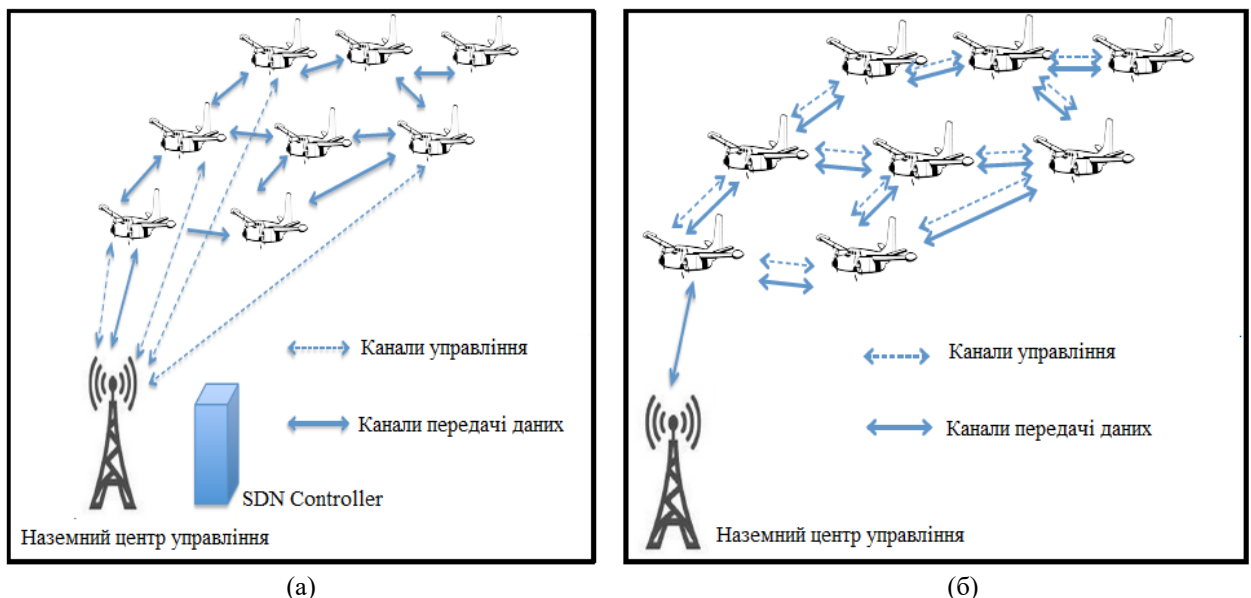 Канали управління
Канали передачі даних
SDN Controller
Наземний центр управління
(а)
Канали управління
Канали передачі даних
Наземний центр управління
(б)